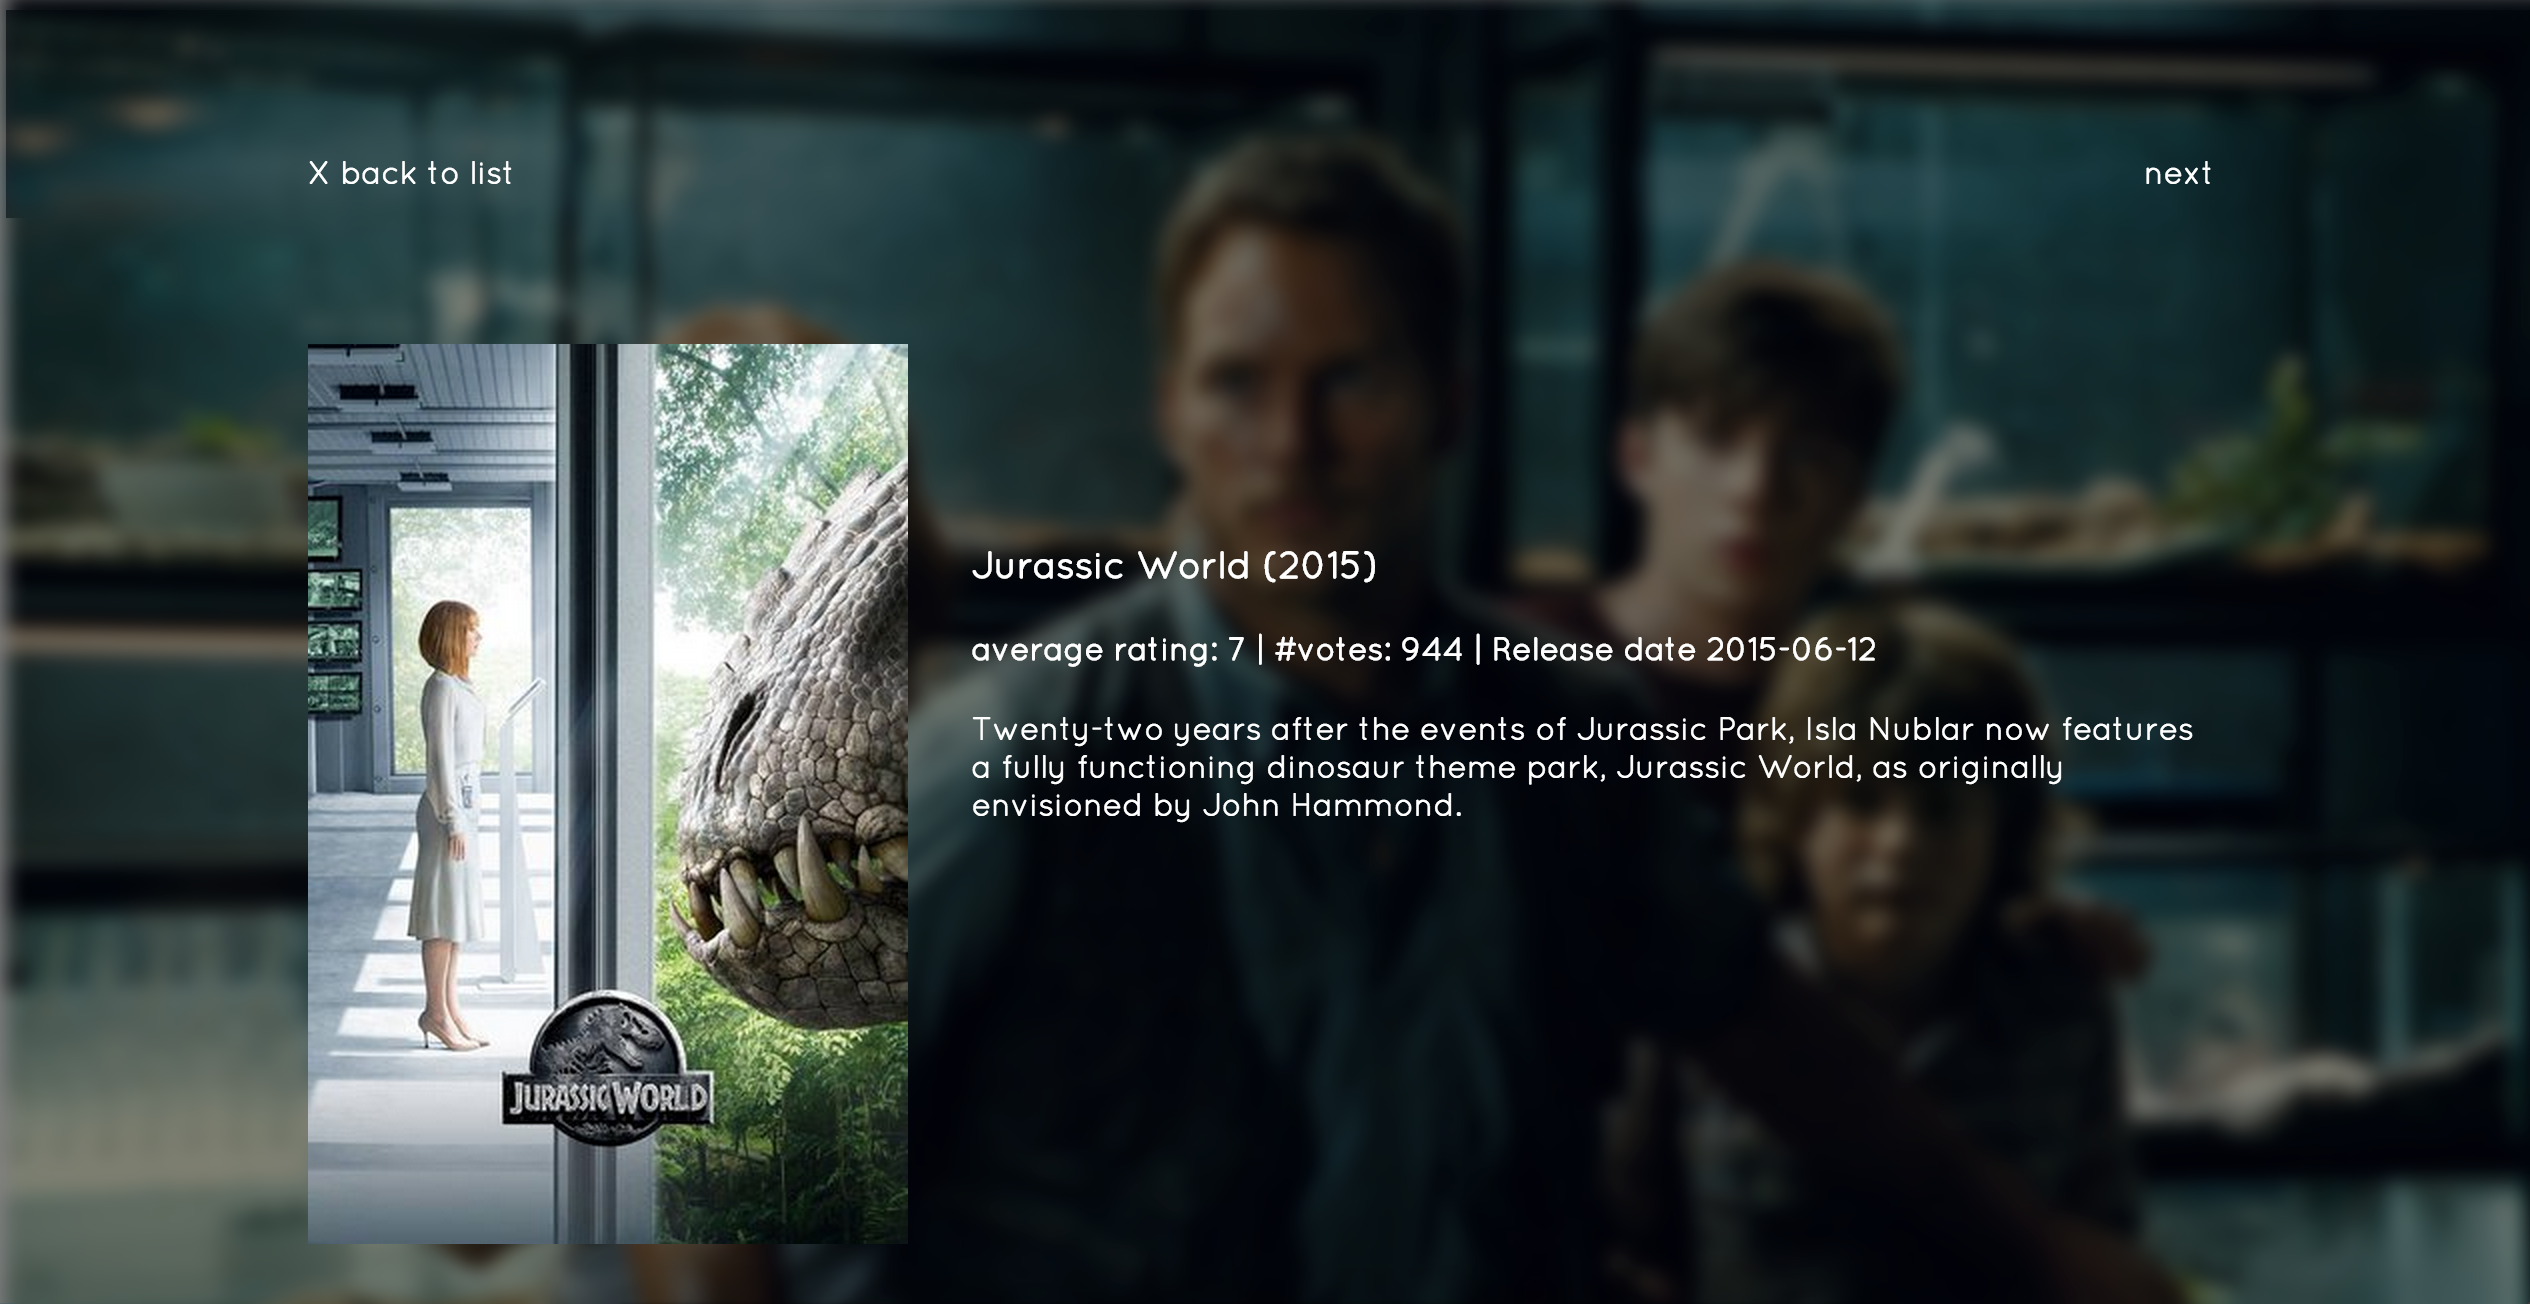 X back to list
next
Jurassic World (2015)
average rating: 7 | #votes: 944 | Release date 2015-06-12
Twenty-two years after the events of Jurassic Park, Isla Nublar now features
a fully functioning dinosaur theme park, Jurassic World, as originally
envisioned by John Hammond.
JURASSIC WORLD